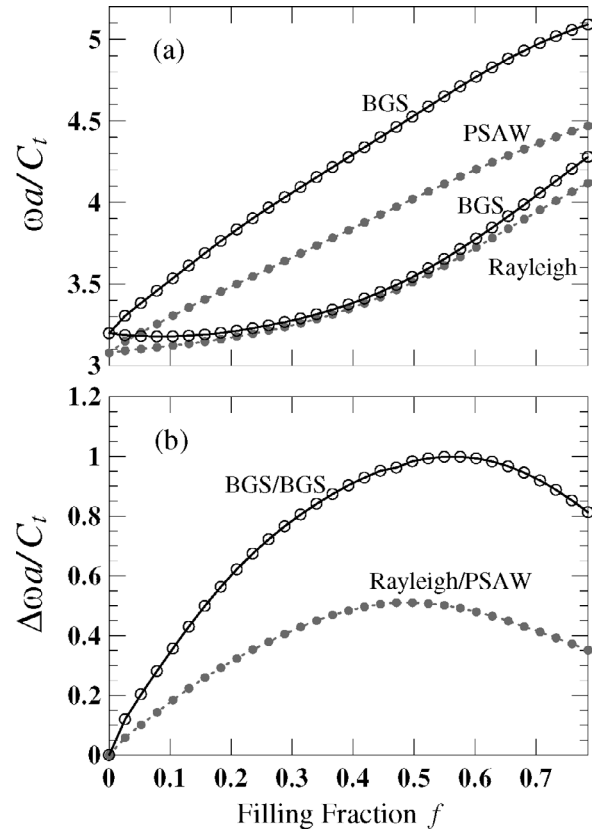 (a)
5
4.5
4
3.5
3
ωa/C_t
BGS
PSAW
BGS
Rayleigh
(b)
1.2
1
0.8
0.6
0.4
0.2
0
Δωa/C_t
BGS/BGS
Rayleigh/PSAW
0 0.1 0.2 0.3 0.4 0.5 0.6 0.7
Filling Fraction f